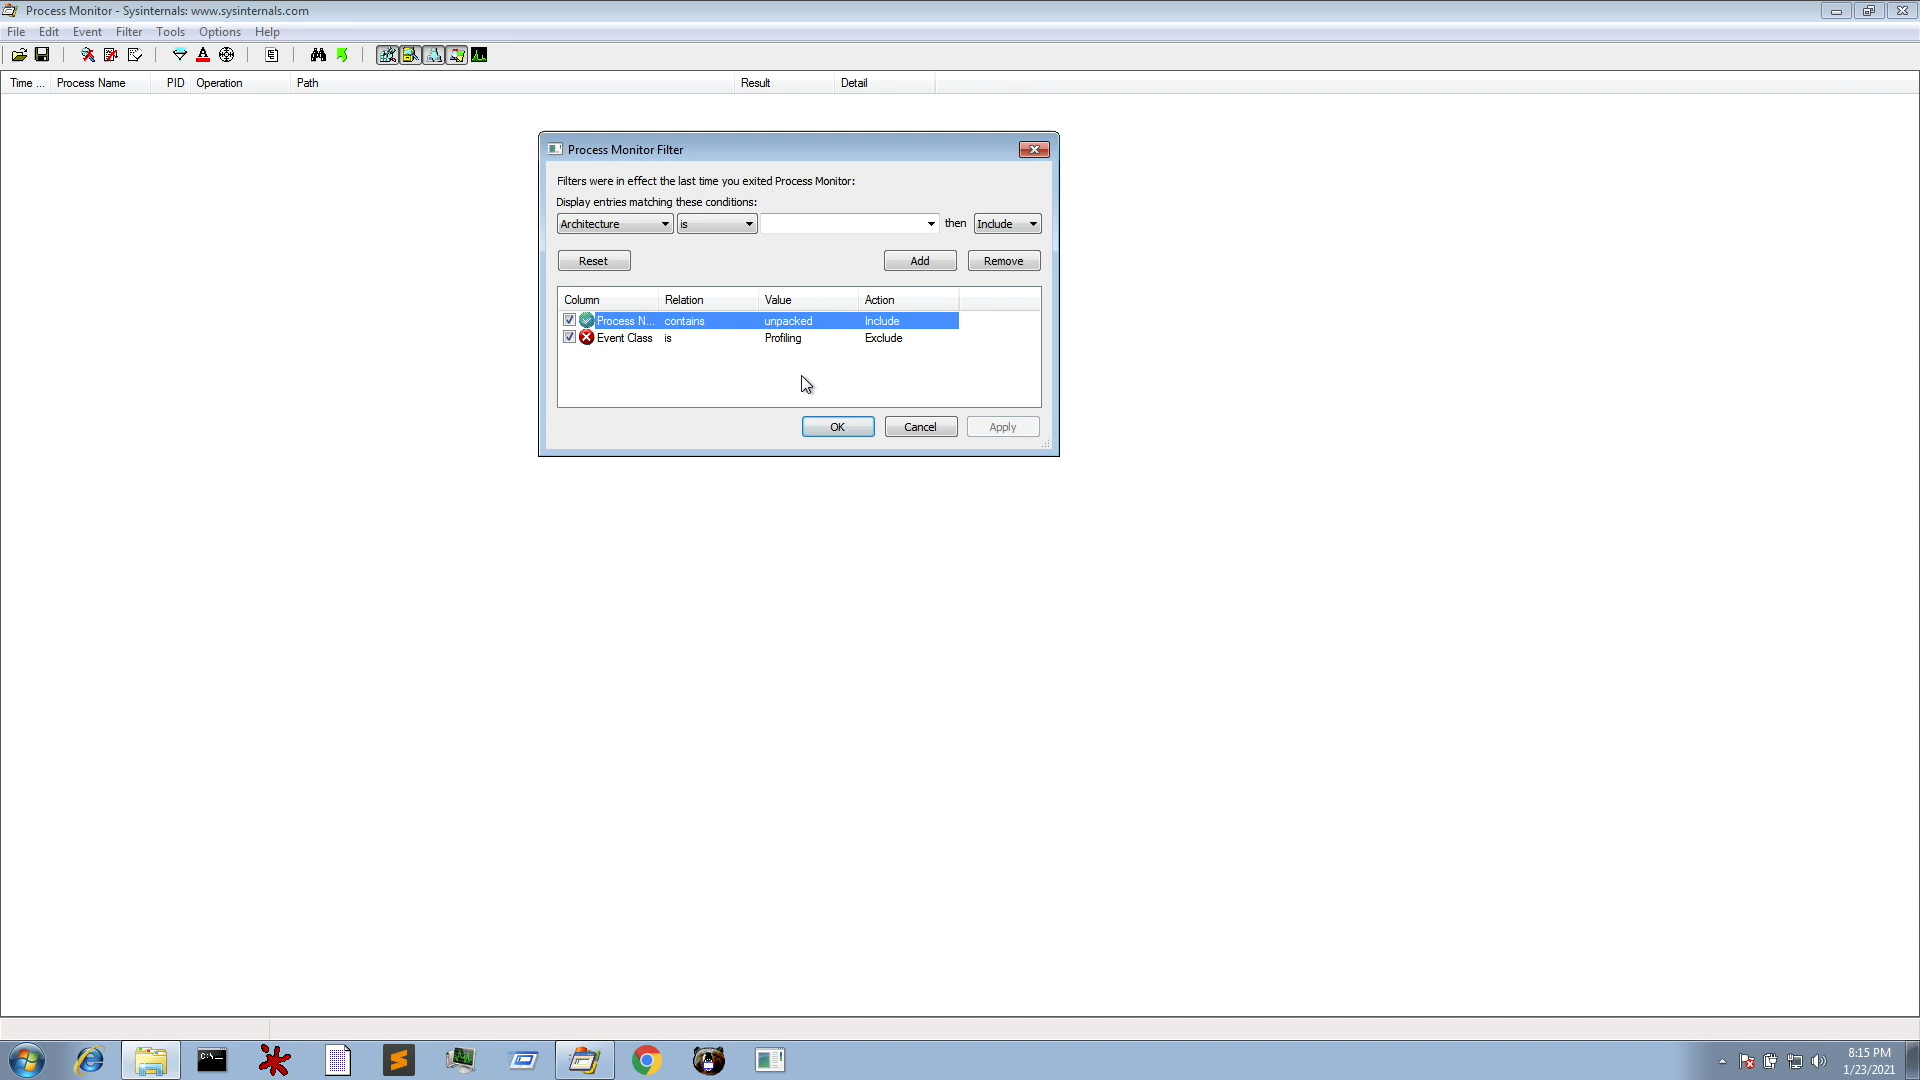 Process Monitor - Sysinternals: www.sysinternals.com
File Edit Event Filter Tools Options Help
Time ... Process Name PID Operation Path Result Detail
Process Monitor Filter
Filters were in effect the last time you exited Process Monitor:
Display entries matching these conditions:
Architecture is then Include
Reset Add Remove
Column Relation Value Action
Process N... contains unpacked Include
Event Class is Profiling Exclude
OK Cancel Apply
8:15 PM
1/23/2021